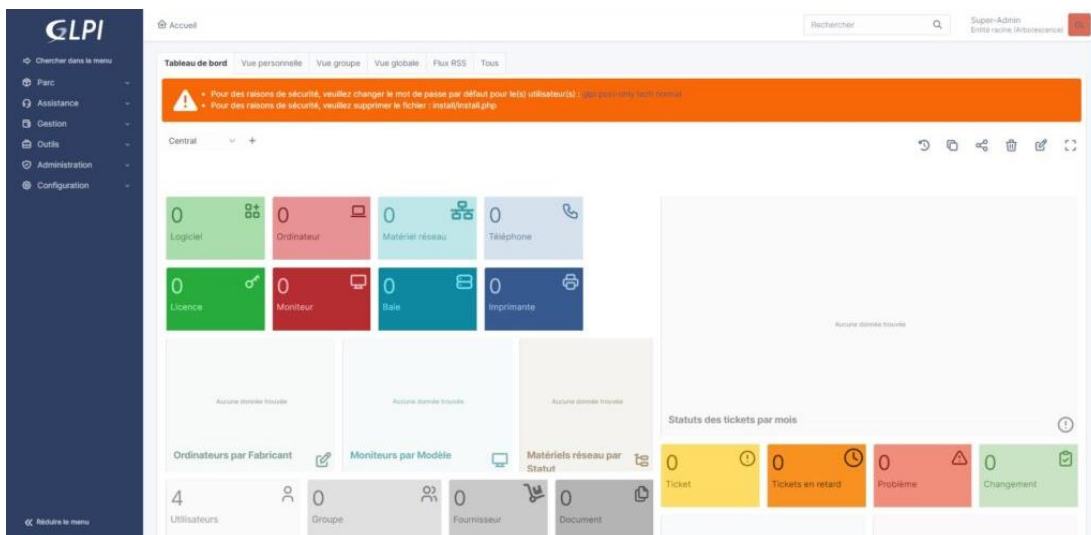 GLPI
Accueil
Rechercher
Super-Admin
Entité racine (Arborescence)
Chercher dans le menu
Parc
Assistance
Gestion
Outils
Administration
Configuration
Réduire le menu
Tableau de bord Vue personnelle Vue groupe Vue globale Flux RSS Tous
• Pour des raisons de sécurité, veuillez changer le mot de passe par défaut pour le(s) utilisateur(s) : glpi post-only tech normal
• Pour des raisons de sécurité, veuillez supprimer le fichier : install/install.php
Central
0 0 0 0
Logiciel Ordinateur Matériel réseau Téléphone
0 0 0 0
Licence Moniteur Baie Imprimante
Aucune donnée trouvée
Aucune donnée trouvée Aucune donnée trouvée Aucune donnée trouvée
Statuts des tickets par mois
Ordinateurs par Fabricant Moniteurs par Modèle Matériels réseau par Statut
0 0 0 0
Ticket Tickets en retard Problème Changement
4 0 0 0
Utilisateurs Groupe Fournisseur Document